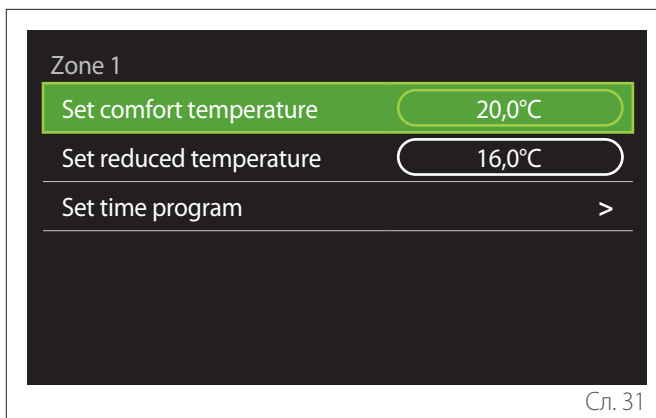 Zone 1
Set comfort temperature 20,0°C
Set reduced temperature 16,0°C
Set time program >
Сл. 31